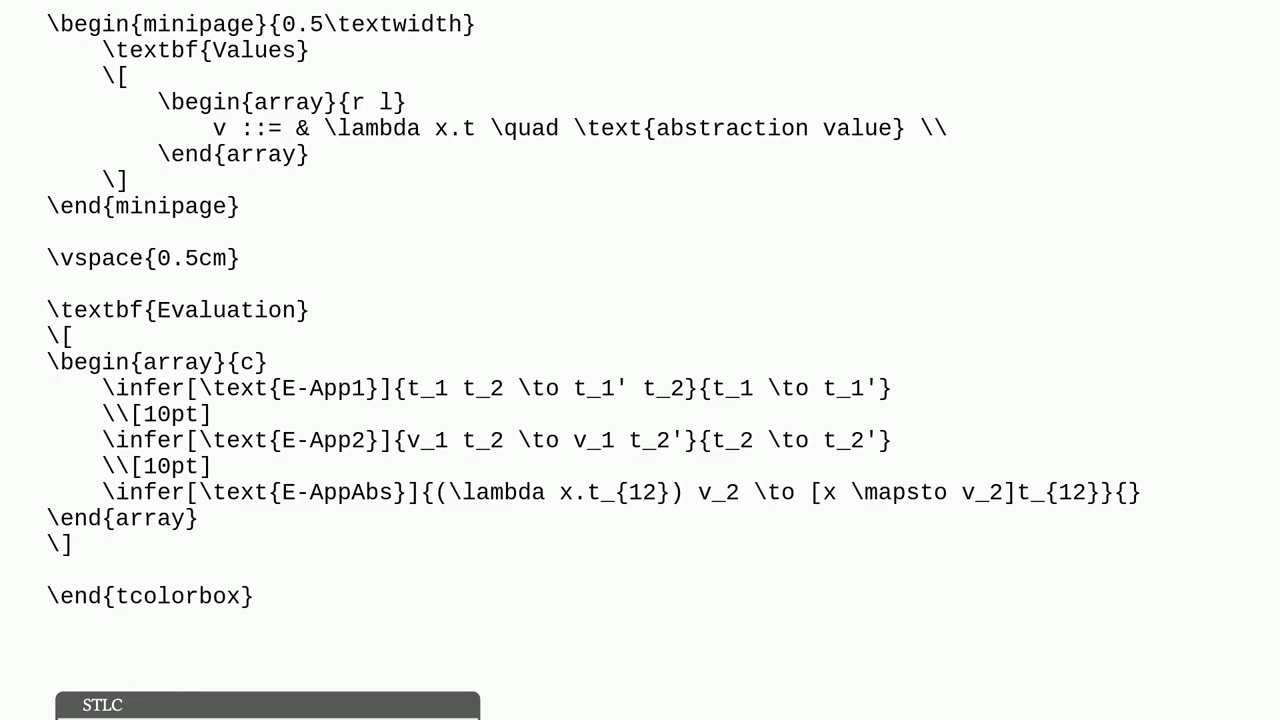 \begin{minipage}{0.5\textwidth}
    \textbf{Values}
    \[
        \begin{array}{r l}
            v ::= & \lambda x.t \quad \text{abstraction value} \\
        \end{array}
    \]
\end{minipage}

\vspace{0.5cm}

\textbf{Evaluation}
\[
\begin{array}{c}
    \infer[\text{E-App1}]{t_1 t_2 \to t_1' t_2}{t_1 \to t_1'}
    \\[10pt]
    \infer[\text{E-App2}]{v_1 t_2 \to v_1 t_2'}{t_2 \to t_2'}
    \\[10pt]
    \infer[\text{E-AppAbs}]{(\lambda x.t_{12}) v_2 \to [x \mapsto v_2]t_{12}}{}
\end{array}
\]

\end{tcolorbox}

STLC